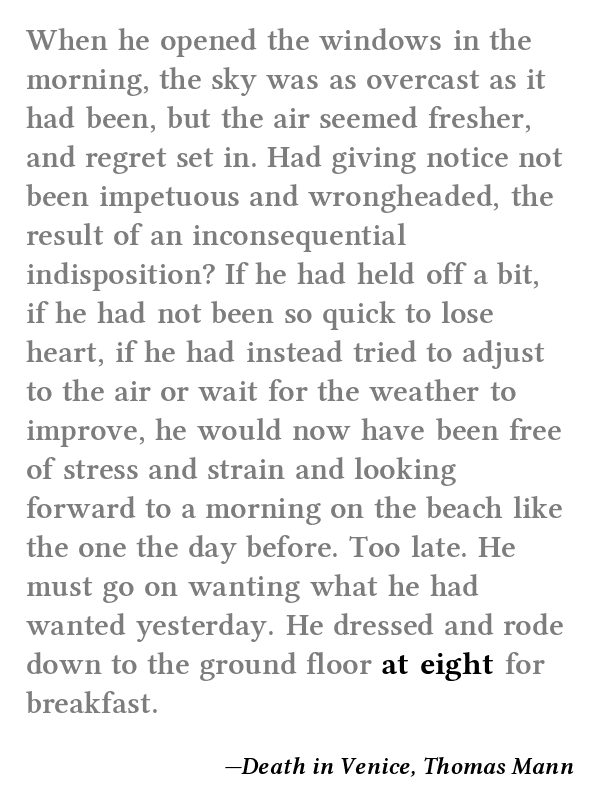 When he opened the windows in the
morning, the sky was as overcast as it
had been, but the air seemed fresher,
and regret set in. Had giving notice not
been impetuous and wrongheaded, the
result of an inconsequential
indisposition? If he had held off a bit,
if he had not been so quick to lose
heart, if he had instead tried to adjust
to the air or wait for the weather to
improve, he would now have been free
of stress and strain and looking
forward to a morning on the beach like
the one the day before. Too late. He
must go on wanting what he had
wanted yesterday. He dressed and rode
down to the ground floor at eight for
breakfast.
—Death in Venice, Thomas Mann